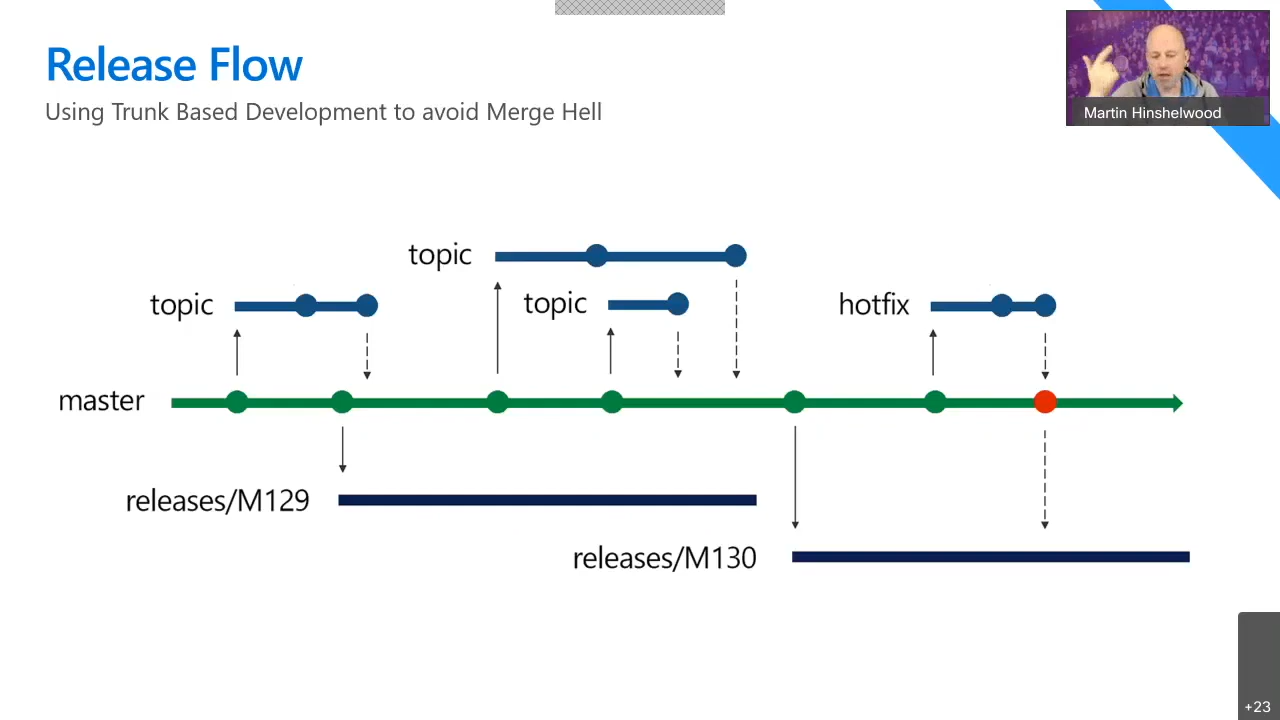 Release Flow
Using Trunk Based Development to avoid Merge Hell
Martin Hinshelwood
topic
topic
topic
hotfix
master
releases/M129
releases/M130
+23